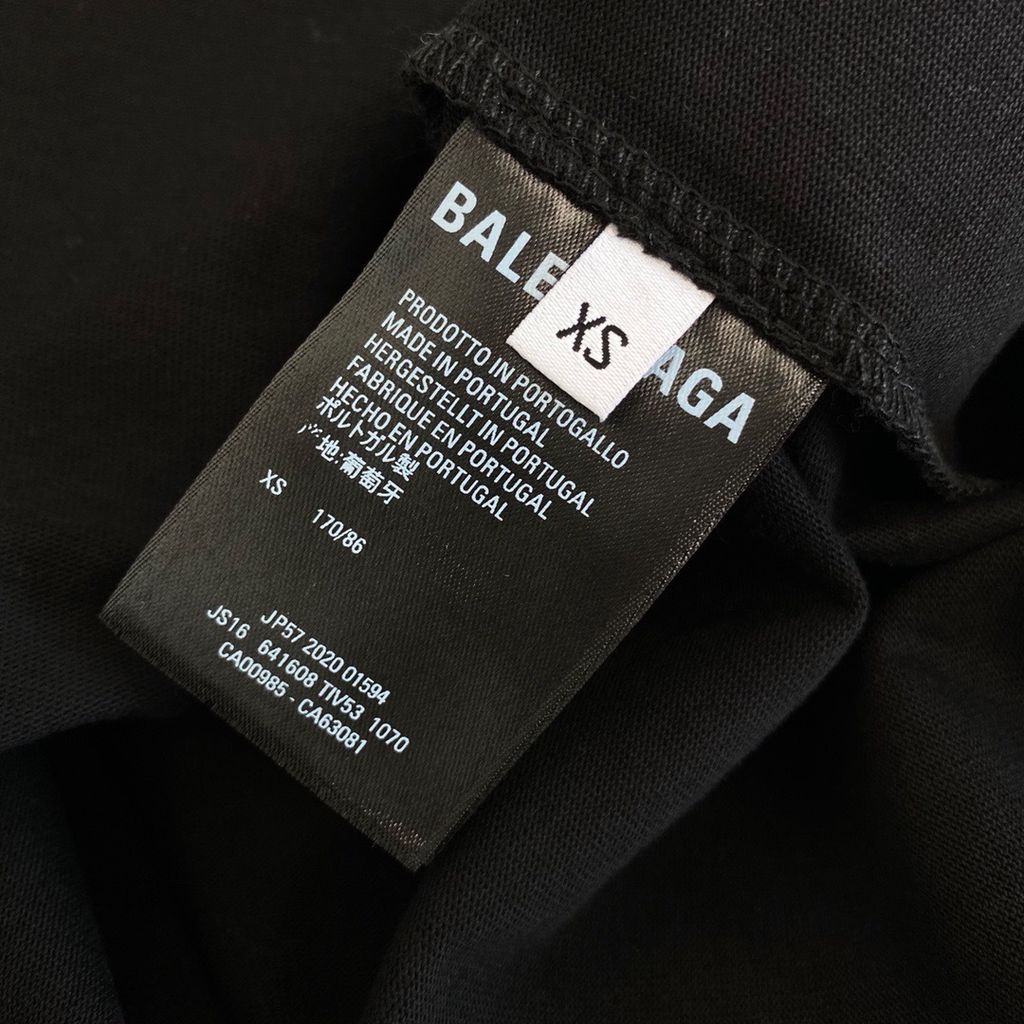 BALE AGA
XS
PRODOTTO IN PORTOGALLO
MADE IN PORTUGAL
HERGESTELLT IN PORTUGAL
FABRIQUE EN PORTUGAL
HECHO EN PORTUGAL
ポルトガル製
产地:葡萄牙
XS 170/86
JP57 2020 01594
JS16 641608 TIV53 1070
CA00985 - CA63081